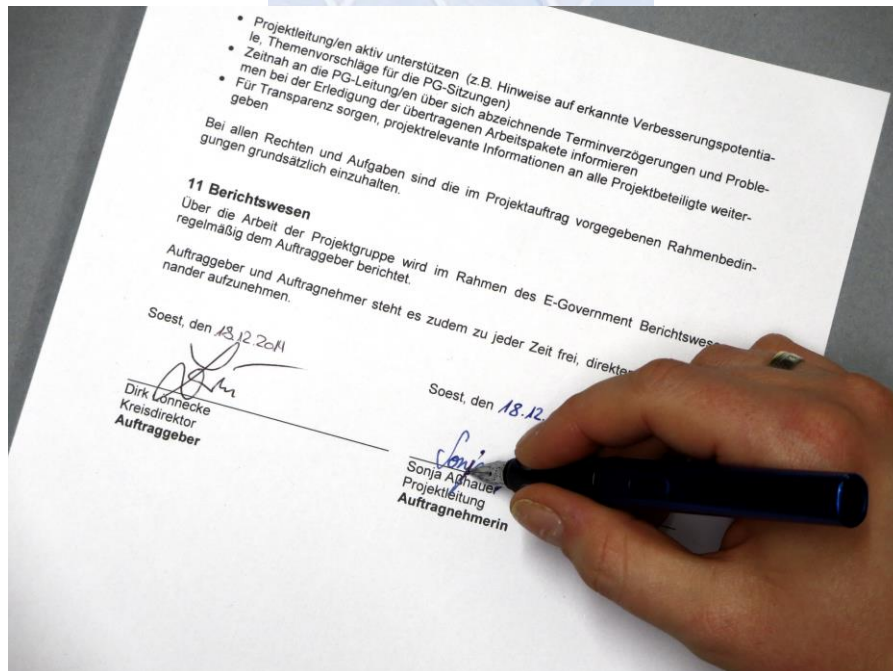 • Projektleitung/en aktiv unterstützen (z.B. Hinweise auf erkannte Verbesserungspotentia-
le, Themenvorschläge für die PG-Sitzungen)
• Zeitnah an die PG-Leitung/en über sich abzeichnende Terminverzögerungen und Proble-
men bei der Erledigung der übertragenen Arbeitspakete informieren
• Für Transparenz sorgen, projektrelevante Informationen an alle Projektbeteiligte weiter-
geben
Bei allen Rechten und Aufgaben sind die im Projektauftrag vorgegebenen Rahmenbedin-
gungen grundsätzlich einzuhalten.
11 Berichtswesen
Über die Arbeit der Projektgruppe wird im Rahmen des E-Government Berichtswese
regelmäßig dem Auftraggeber berichtet.
Auftraggeber und Auftragnehmer steht es zudem zu jeder Zeit frei, direkten
nander aufzunehmen.
Soest, den 18.12.2014
Dirk Lönnecke
Kreisdirektor
Auftraggeber
Soest, den 18.12.
Sonja
Sonja Aßhauer
Projektleitung
Auftragnehmerin